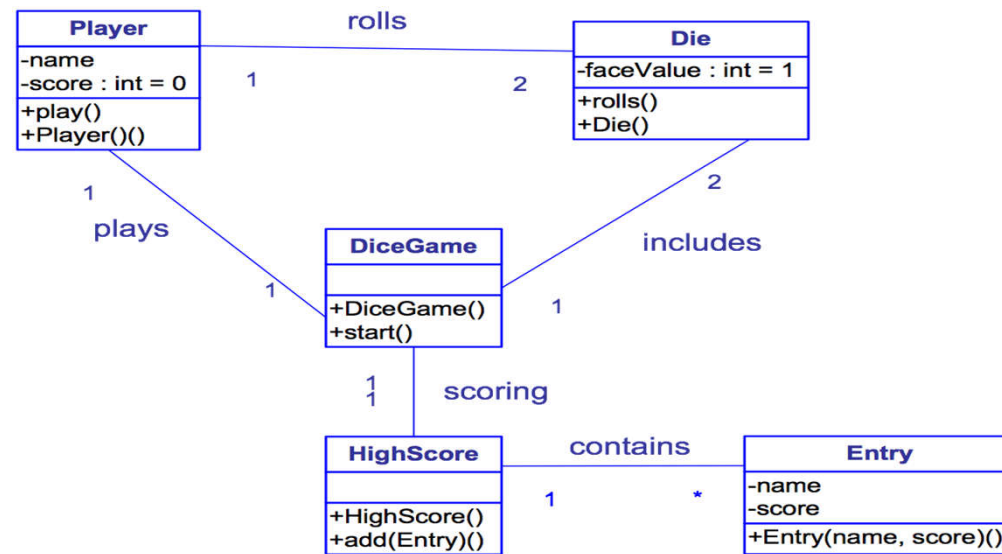 Player
-name
-score : int = 0
+play()
+Player()()
rolls
1
2
Die
-faceValue : int = 1
+rolls()
+Die()
1
plays
1
2
includes
1
DiceGame
+DiceGame()
+start()
1
1
scoring
HighScore
+HighScore()
+add(Entry)()
contains
1
*
Entry
-name
-score
+Entry(name, score)()